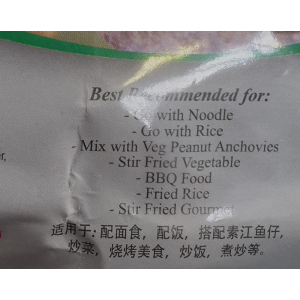 Best Recommended for:
- Go with Noodle
- Go with Rice
- Mix with Veg Peanut Anchovies
- Stir Fried Vegetable
- BBQ Food
- Fried Rice
- Stir Fried Gourmet
适用于: 配面食, 配饭, 搭配素江鱼仔,
炒菜, 烧烤美食, 炒饭, 煮炒等。